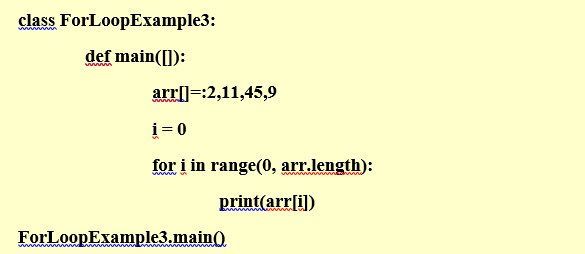 class ForLoopExample3:
def main([]):
arr[]=:2,11,45,9
i = 0
for i in range(0, arr.length):
print(arr[i])
ForLoopExample3.main()